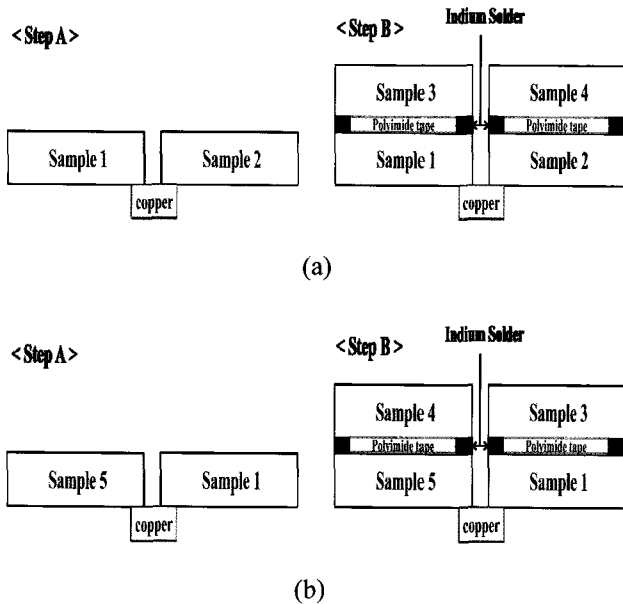 < Step A >
< Step B >
Indium Solder
Sample 3
Sample 4
Polyimide tape
Polyimide tape
Sample 1
Sample 2
Sample 1
Sample 2
copper
copper
(a)
< Step A >
< Step B >
Indium Solder
Sample 4
Sample 3
Polyimide tape
Polyimide tape
Sample 5
Sample 1
Sample 5
Sample 1
copper
copper
(b)